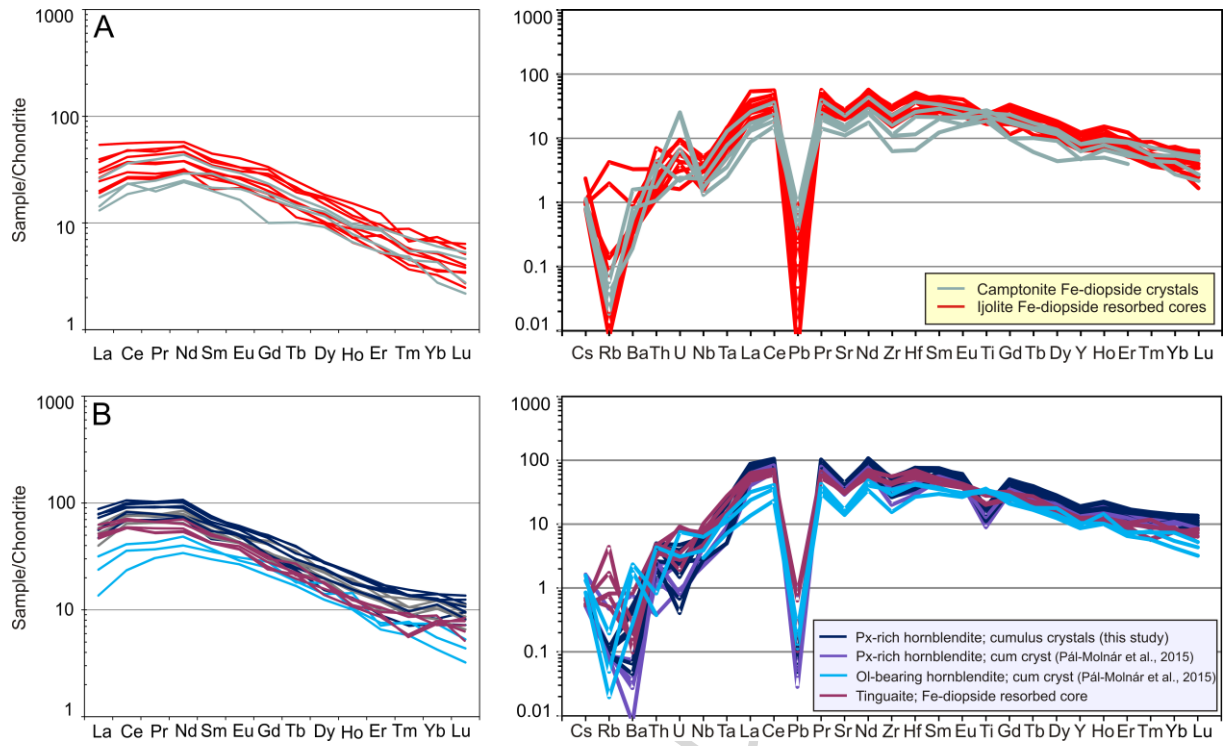 A
1000
100
10
1
Sample/Chondrite
La Ce Pr Nd Sm Eu Gd Tb Dy Ho Er Tm Yb Lu
1000
100
10
1
0.1
0.01
Camptonite Fe-diopside crystals
Ijolite Fe-diopside resorbed cores
Cs Rb Ba Th U Nb Ta La Ce Pb Pr Sr Nd Zr Hf Sm Eu Ti Gd Tb Dy Y Ho Er Tm Yb Lu
B
1000
100
10
1
Sample/Chondrite
La Ce Pr Nd Sm Eu Gd Tb Dy Ho Er Tm Yb Lu
1000
100
10
1
0.1
0.01
Px-rich hornblendite; cumulus crystals (this study)
Px-rich hornblendite; cum cryst (Pál-Molnár et al., 2015)
Ol-bearing hornblendite; cum cryst (Pál-Molnár et al., 2015)
Tinguaite; Fe-diopside resorbed core
Cs Rb Ba Th U Nb Ta La Ce Pb Pr Sr Nd Zr Hf Sm Eu Ti Gd Tb Dy Y Ho Er Tm Yb Lu